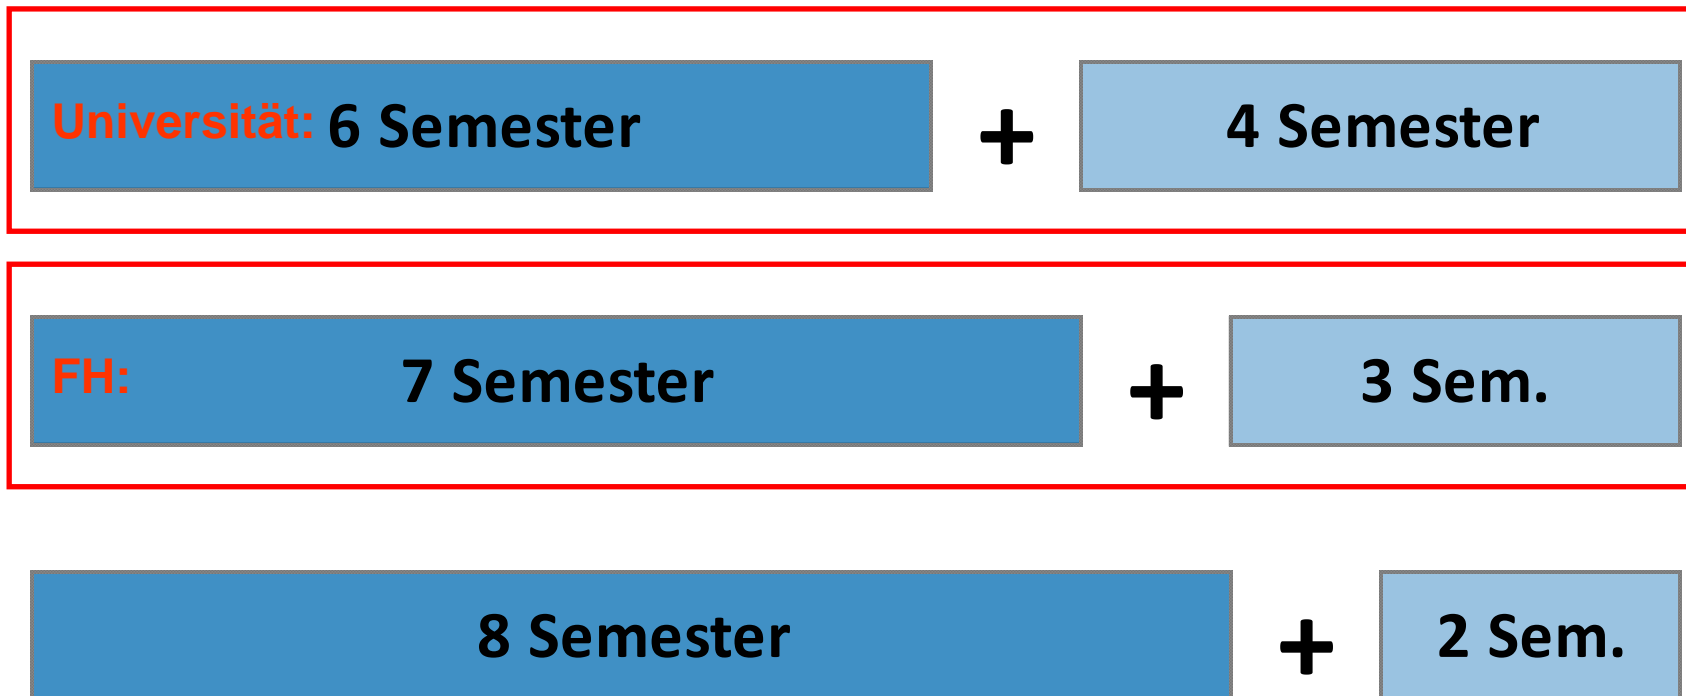 Universität: 6 Semester + 4 Semester
FH: 7 Semester + 3 Sem.
8 Semester + 2 Sem.